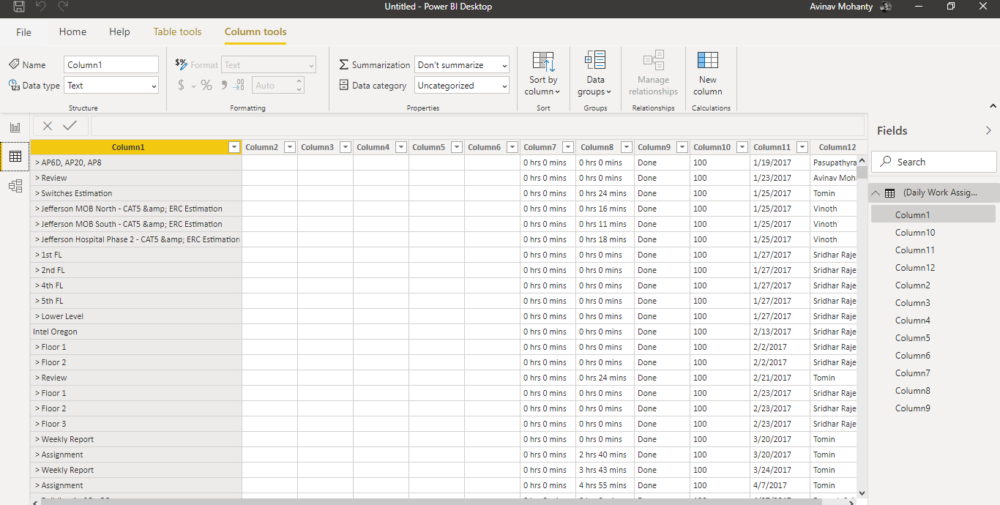 Untitled - Power BI Desktop
Avinav Mohanty
File Home Help Table tools Column tools
Name Column1
$% Format Text
Summarization Don't summarize
Data type Text
$ % Auto
Data category Uncategorized
Sort by column
Data groups
Manage relationships
New column
Structure Formatting Properties Sort Groups Relationships Calculations
Column1 Column2 Column3 Column4 Column5 Column6 Column7 Column8 Column9 Column10 Column11 Column12
> AP6D, AP20, AP8 0 hrs 0 mins 0 hrs 0 mins Done 100 1/19/2017 Pasupathyra
> Review 0 hrs 0 mins 0 hrs 0 mins Done 100 1/23/2017 Avinav Moh
> Switches Estimation 0 hrs 0 mins 0 hrs 24 mins Done 100 1/25/2017 Tomin
> Jefferson MOB North - CAT5 &amp; ERC Estimation 0 hrs 0 mins 0 hrs 16 mins Done 100 1/25/2017 Vinoth
> Jefferson MOB South - CAT5 &amp; ERC Estimation 0 hrs 0 mins 0 hrs 11 mins Done 100 1/25/2017 Vinoth
> Jefferson Hospital Phase 2 - CAT5 &amp; ERC Estimation 0 hrs 0 mins 0 hrs 18 mins Done 100 1/25/2017 Vinoth
> 1st FL 0 hrs 0 mins 0 hrs 0 mins Done 100 1/27/2017 Sridhar Raje
> 2nd FL 0 hrs 0 mins 0 hrs 0 mins Done 100 1/27/2017 Sridhar Raje
> 4th FL 0 hrs 0 mins 0 hrs 0 mins Done 100 1/27/2017 Sridhar Raje
> 5th FL 0 hrs 0 mins 0 hrs 0 mins Done 100 1/27/2017 Sridhar Raje
> Lower Level 0 hrs 0 mins 0 hrs 0 mins Done 100 1/27/2017 Sridhar Raje
Intel Oregon 0 hrs 0 mins 0 hrs 0 mins Done 100 2/13/2017 Sridhar Raje
> Floor 1 0 hrs 0 mins 0 hrs 0 mins Done 100 2/2/2017 Sridhar Raje
> Floor 2 0 hrs 0 mins 0 hrs 0 mins Done 100 2/2/2017 Sridhar Raje
> Review 0 hrs 0 mins 0 hrs 24 mins Done 100 2/21/2017 Tomin
> Floor 1 0 hrs 0 mins 0 hrs 0 mins Done 100 2/23/2017 Sridhar Raje
> Floor 2 0 hrs 0 mins 0 hrs 0 mins Done 100 2/23/2017 Sridhar Raje
> Floor 3 0 hrs 0 mins 0 hrs 0 mins Done 100 2/23/2017 Sridhar Raje
> Weekly Report 0 hrs 0 mins 0 hrs 0 mins Done 100 3/20/2017 Tomin
> Assignment 0 hrs 0 mins 2 hrs 40 mins Done 100 3/20/2017 Tomin
> Weekly Report 0 hrs 0 mins 3 hrs 43 mins Done 100 3/24/2017 Tomin
> Assignment 0 hrs 0 mins 4 hrs 55 mins Done 100 4/7/2017 Tomin
Fields
Search
(Daily Work Assig...
Column1
Column10
Column11
Column12
Column2
Column3
Column4
Column5
Column6
Column7
Column8
Column9